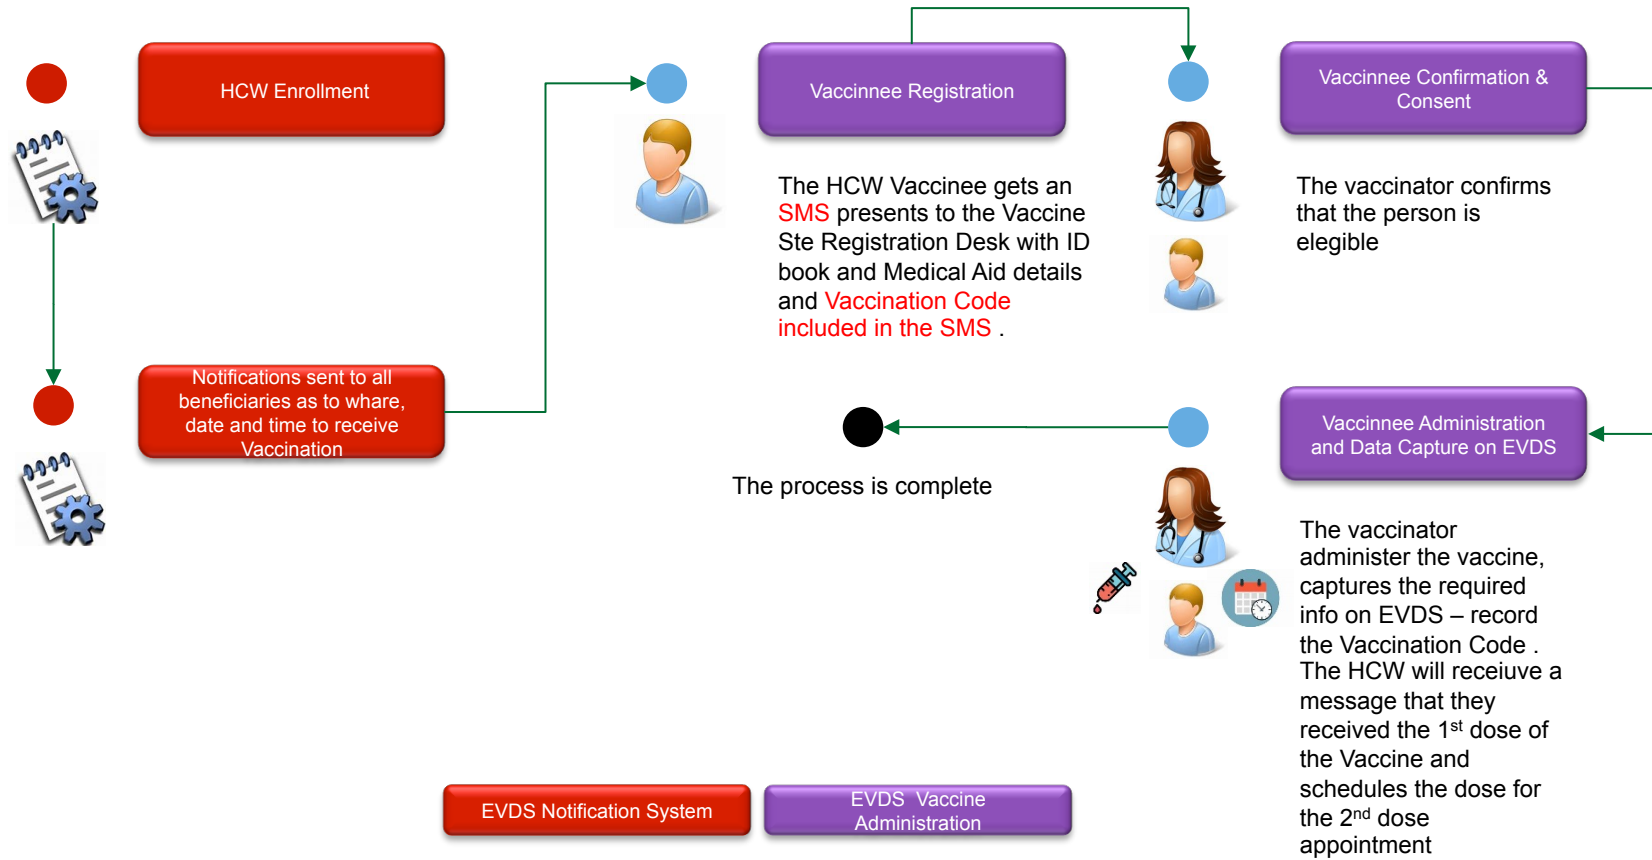 HCW Enrollment
Vaccinnee Registration
Vaccinnee Confirmation &
Consent
The HCW Vaccinee gets an
SMS presents to the Vaccine
Ste Registration Desk with ID
book and Medical Aid details
and Vaccination Code
included in the SMS .
The vaccinator confirms
that the person is
elegible
Notifications sent to all
beneficiaries as to whare,
date and time to receive
Vaccination
Vaccinnee Administration
and Data Capture on EVDS
The process is complete
The vaccinator
administer the vaccine,
captures the required
info on EVDS – record
the Vaccination Code .
The HCW will receiuve a
message that they
received the 1st dose of
the Vaccine and
schedules the dose for
the 2nd dose
appointment
EVDS Notification System
EVDS  Vaccine
Administration